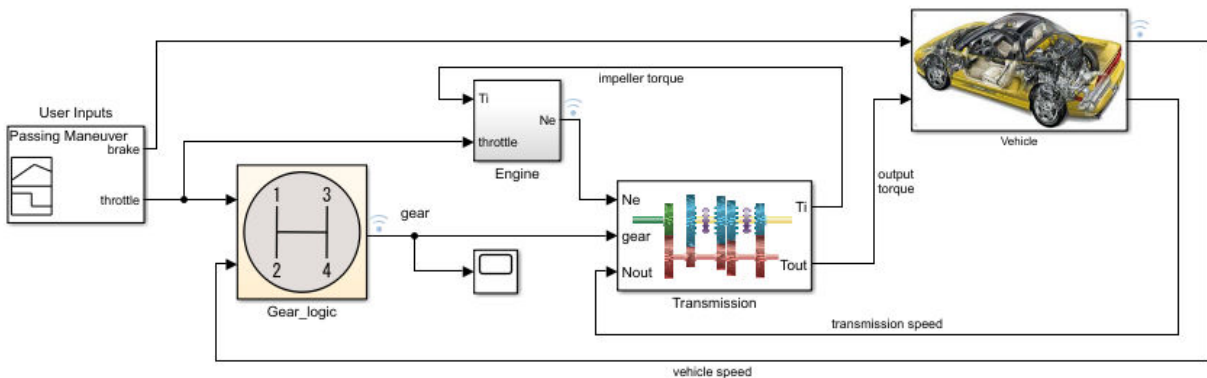 User Inputs
Passing Maneuver
brake
throttle
1 3
2 4
Gear_logic
gear
impeller torque
Ti
Ne
throttle
Engine
Ne
gear
Nout
Ti
Tout
Transmission
output
torque
Vehicle
transmission speed
vehicle speed